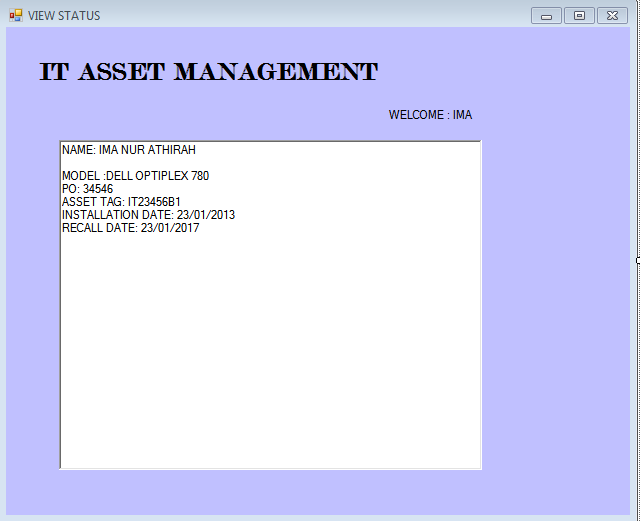 VIEW STATUS
IT ASSET MANAGEMENT
WELCOME : IMA
NAME: IMA NUR ATHIRAH
MODEL :DELL OPTIPLEX 780
PO: 34546
ASSET TAG: IT23456B1
INSTALLATION DATE: 23/01/2013
RECALL DATE: 23/01/2017